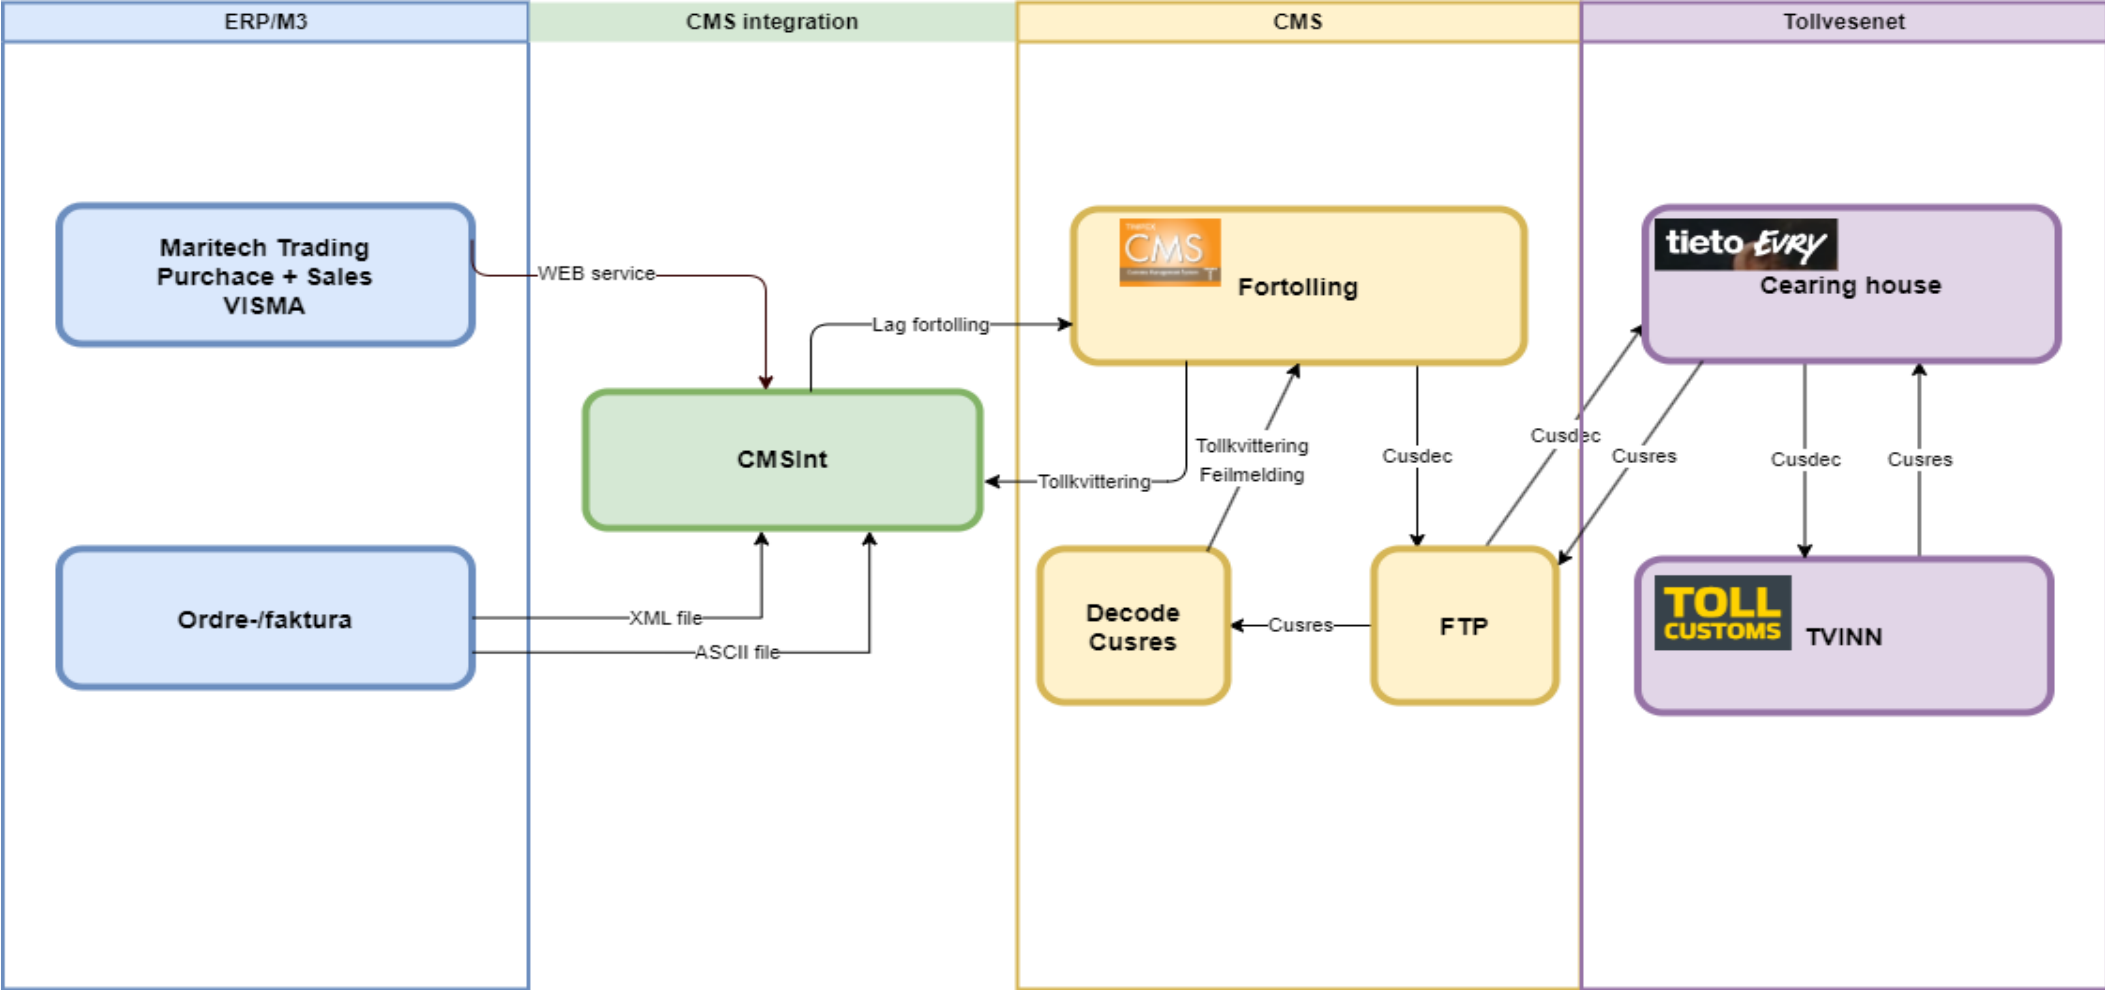 ERP/M3
CMS integration
CMS
Tollvesenet
Maritech Trading
Purchace + Sales
VISMA
WEB service
Lag fortolling
CMS
T
Fortolling
tieto Evry
Cearing house
CMSInt
Tollkvittering
Tollkvittering
Feilmelding
Cusdec
Cusdec
Cusres
Cusdec
Cusres
Ordre-/faktura
XML file
ASCII file
Decode
Cusres
Cusres
FTP
TOLL
CUSTOMS
TVINN